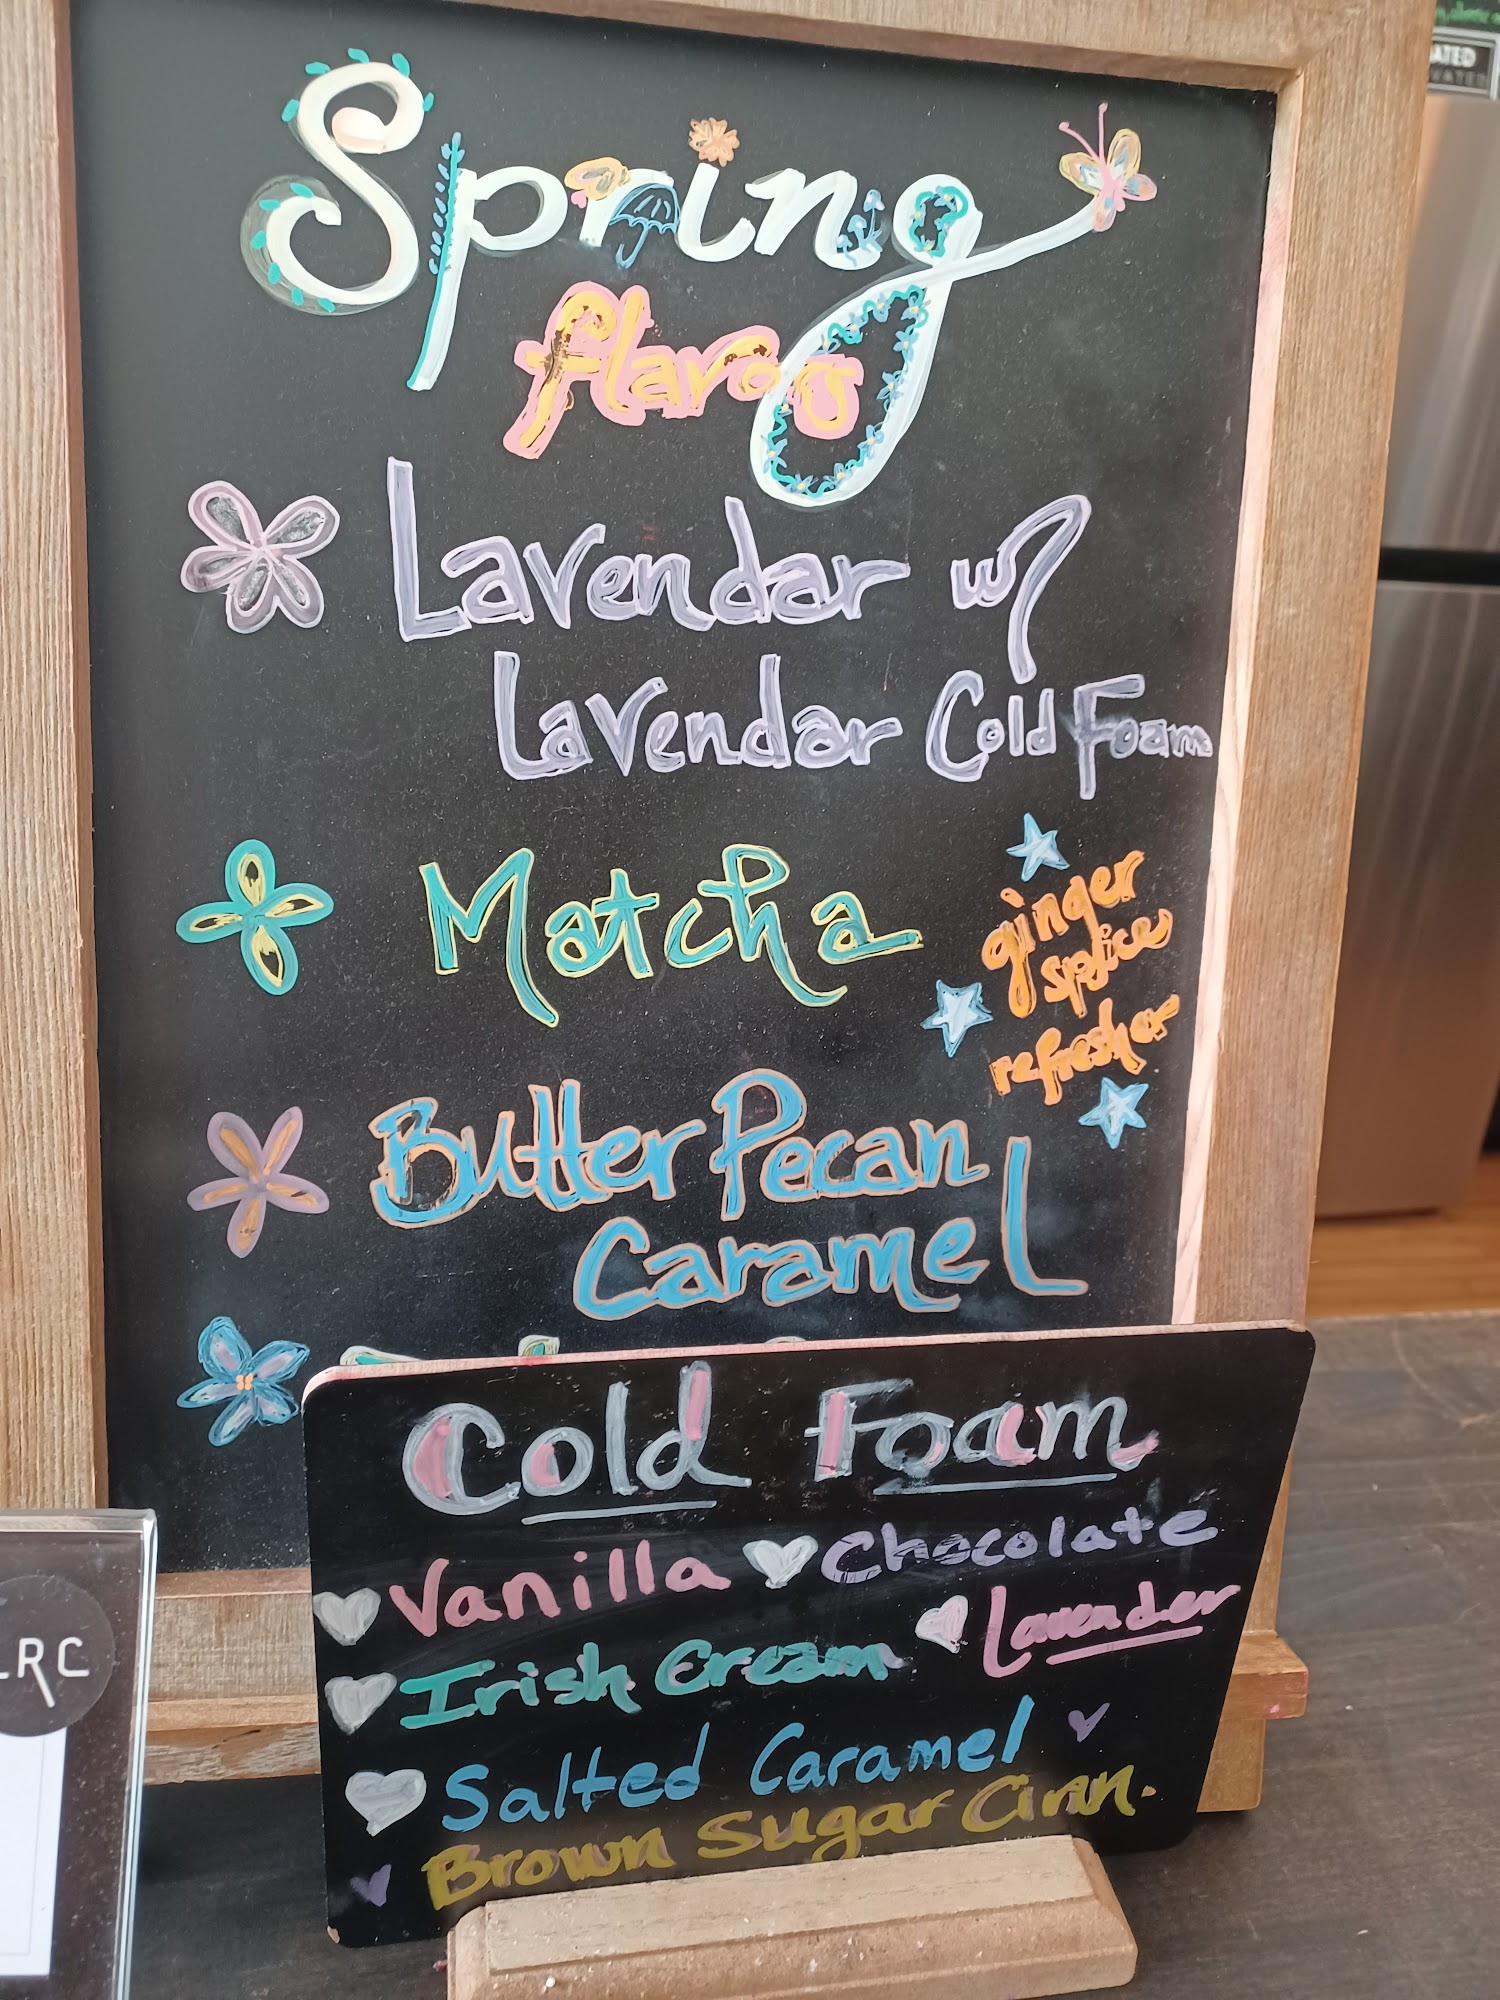 Spring
flavors
Lavendar w/
Lavendar Cold Foam
Matcha
ginger
splice
refresher
Butter Pecan
Caramel
Cold Foam
Vanilla Chocolate
Irish Cream Lavender
Salted Caramel
Brown Sugar Cinn.
LRC
ATED